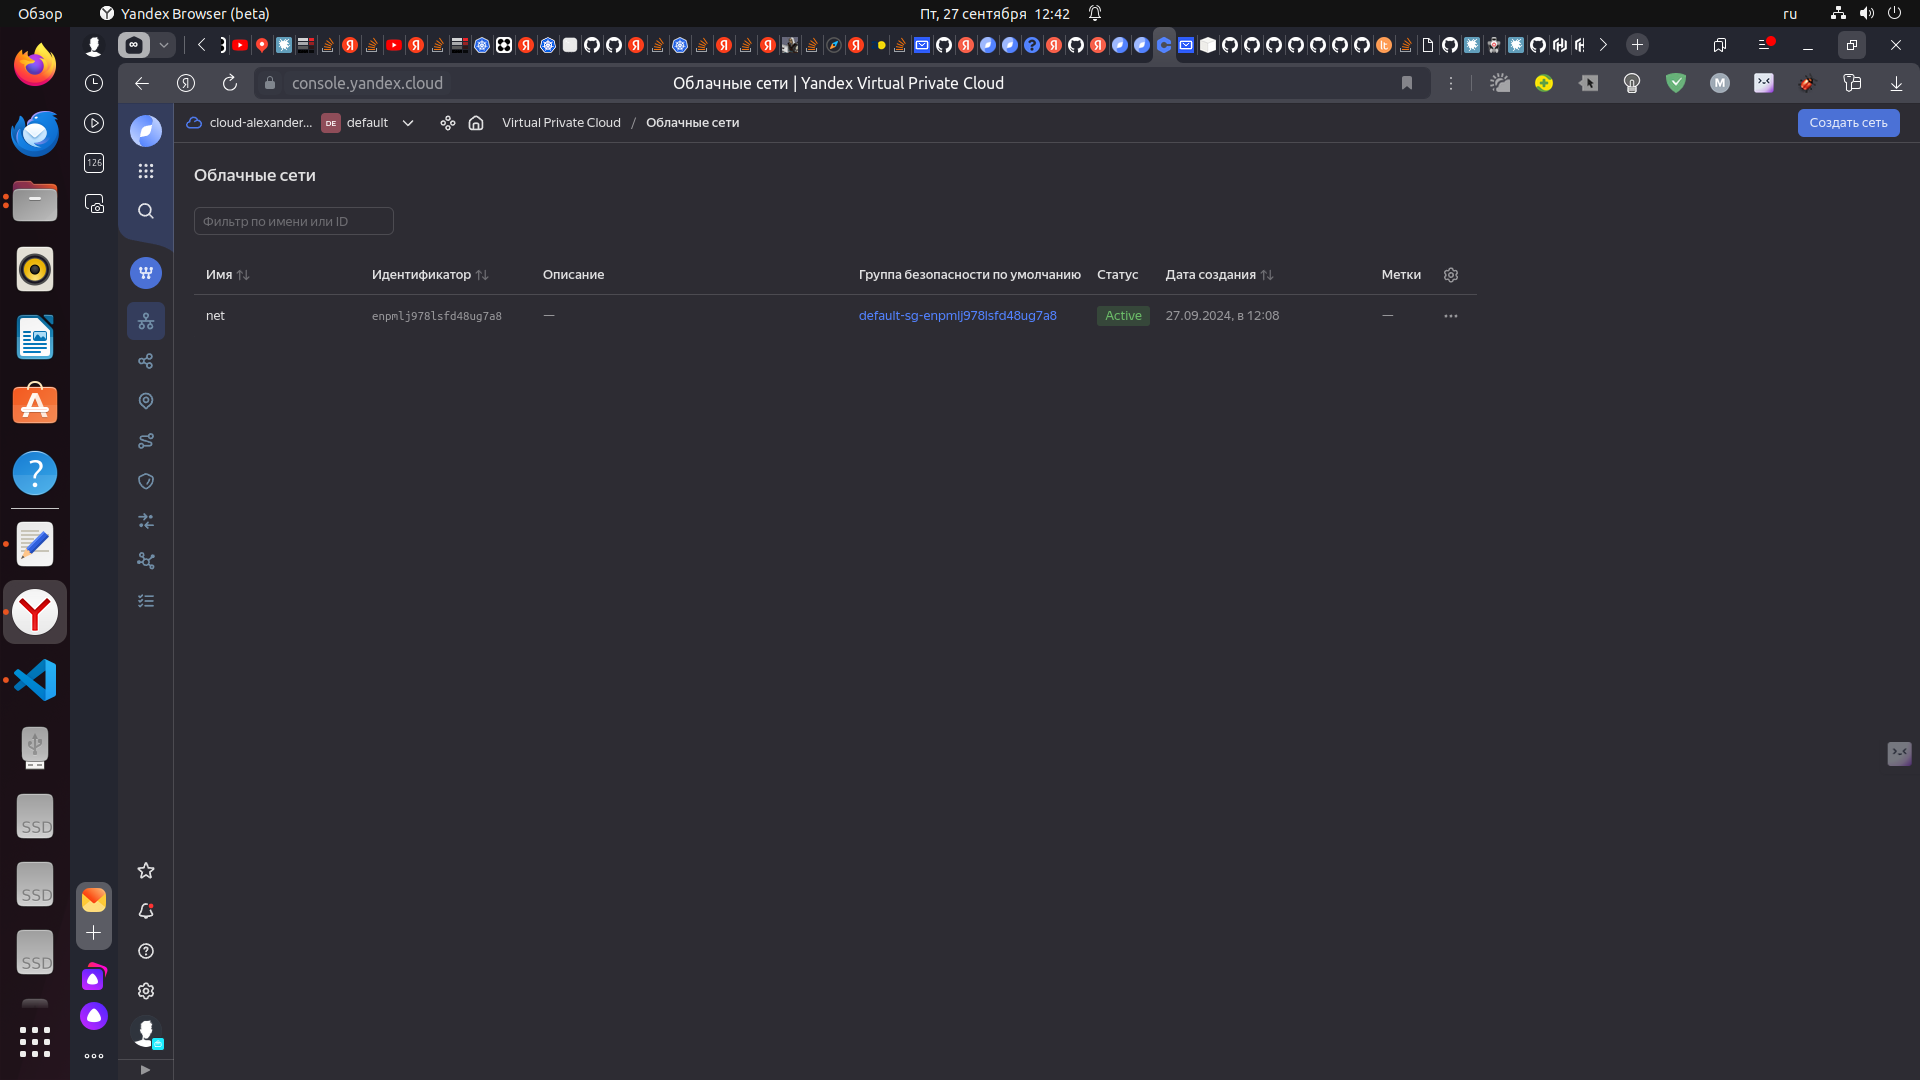 Обзор
Yandex Browser (beta)
Пт, 27 сентября 12:42
ru
console.yandex.cloud
Облачные сети | Yandex Virtual Private Cloud
M
126
cloud-alexander...
DE
default
Virtual Private Cloud / Облачные сети
Создать сеть
Облачные сети
Фильтр по имени или ID
Имя
Идентификатор
Описание
Группа безопасности по умолчанию
Статус
Дата создания
Метки
net
enpmlj978lsfd48ug7a8
—
default-sg-enpmlj978lsfd48ug7a8
Active
27.09.2024, в 12:08
—
SSD
SSD
SSD